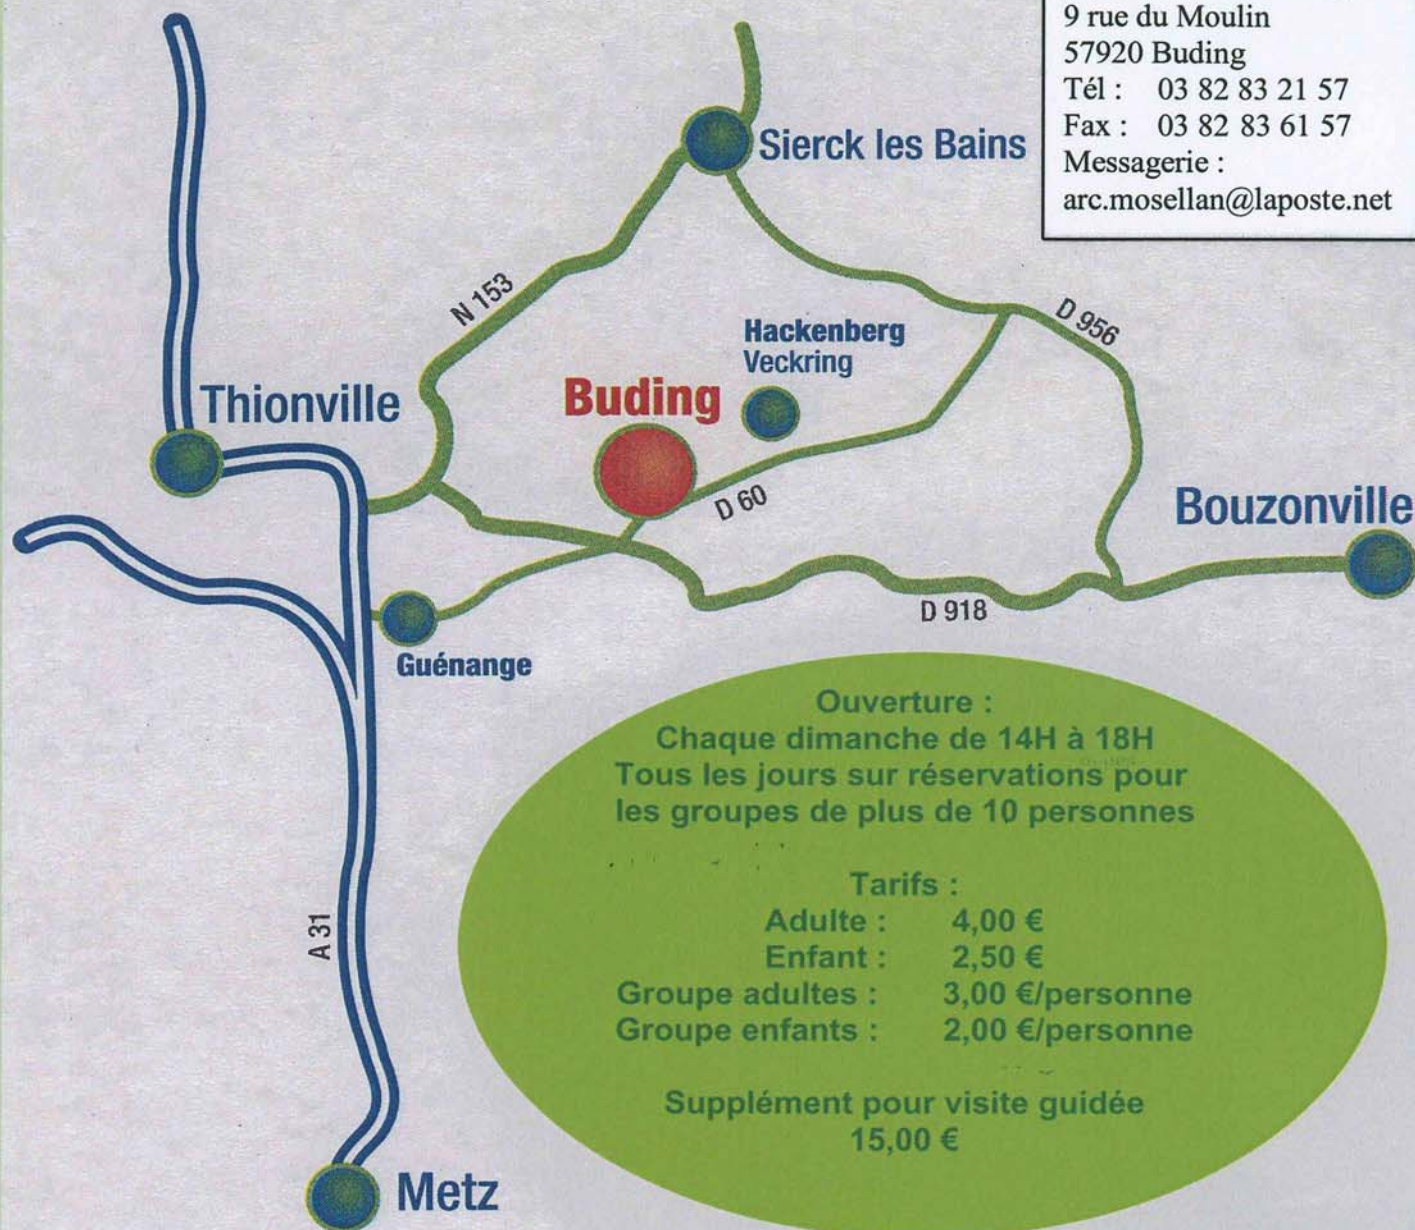 9 rue du Moulin
57920 Buding
Tél : 03 82 83 21 57
Fax : 03 82 83 61 57
Messagerie :
arc.mosellan@laposte.net
Sierck les Bains
N 153
D 956
Hackenberg
Veckring
Thionville
Buding
D 60
Bouzonville
D 918
Guénange
Ouverture :
Chaque dimanche de 14H à 18H
Tous les jours sur réservations pour
les groupes de plus de 10 personnes
Tarifs :
Adulte : 4,00 €
Enfant : 2,50 €
Groupe adultes : 3,00 €/personne
Groupe enfants : 2,00 €/personne
A 31
Supplément pour visite guidée
15,00 €
Metz